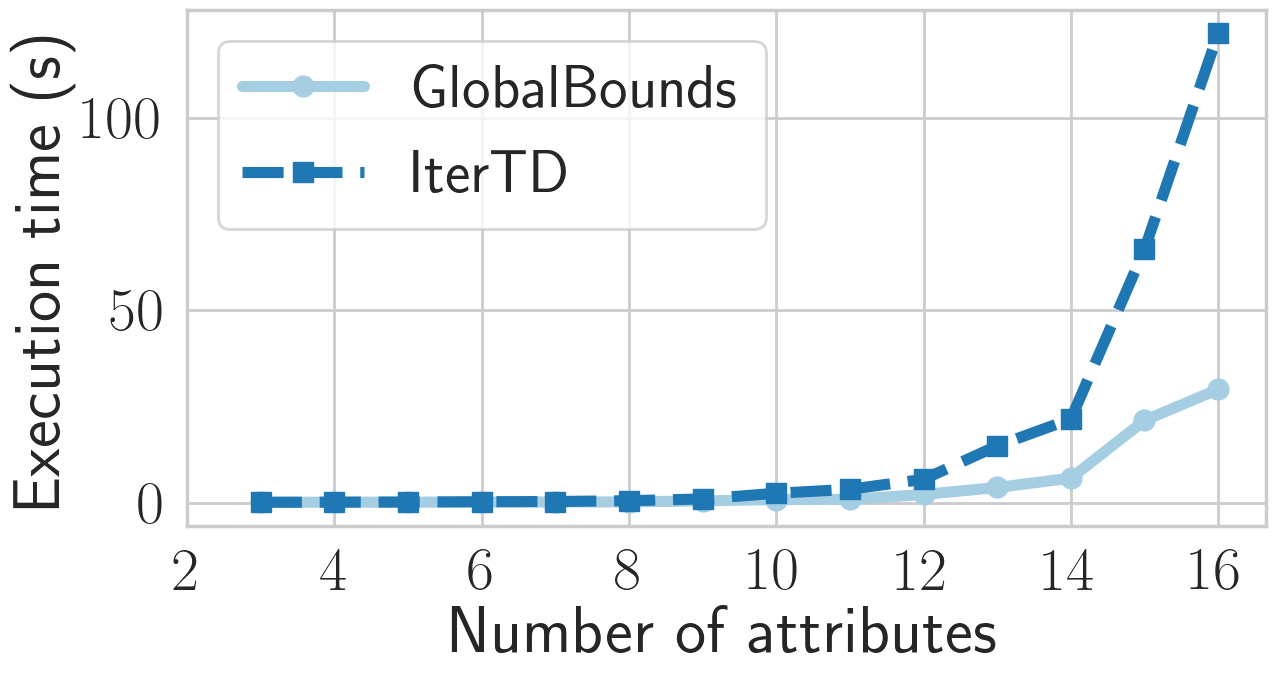 Execution time (s)
100
50
0
GlobalBounds
IterTD
2 4 6 8 10 12 14 16
Number of attributes